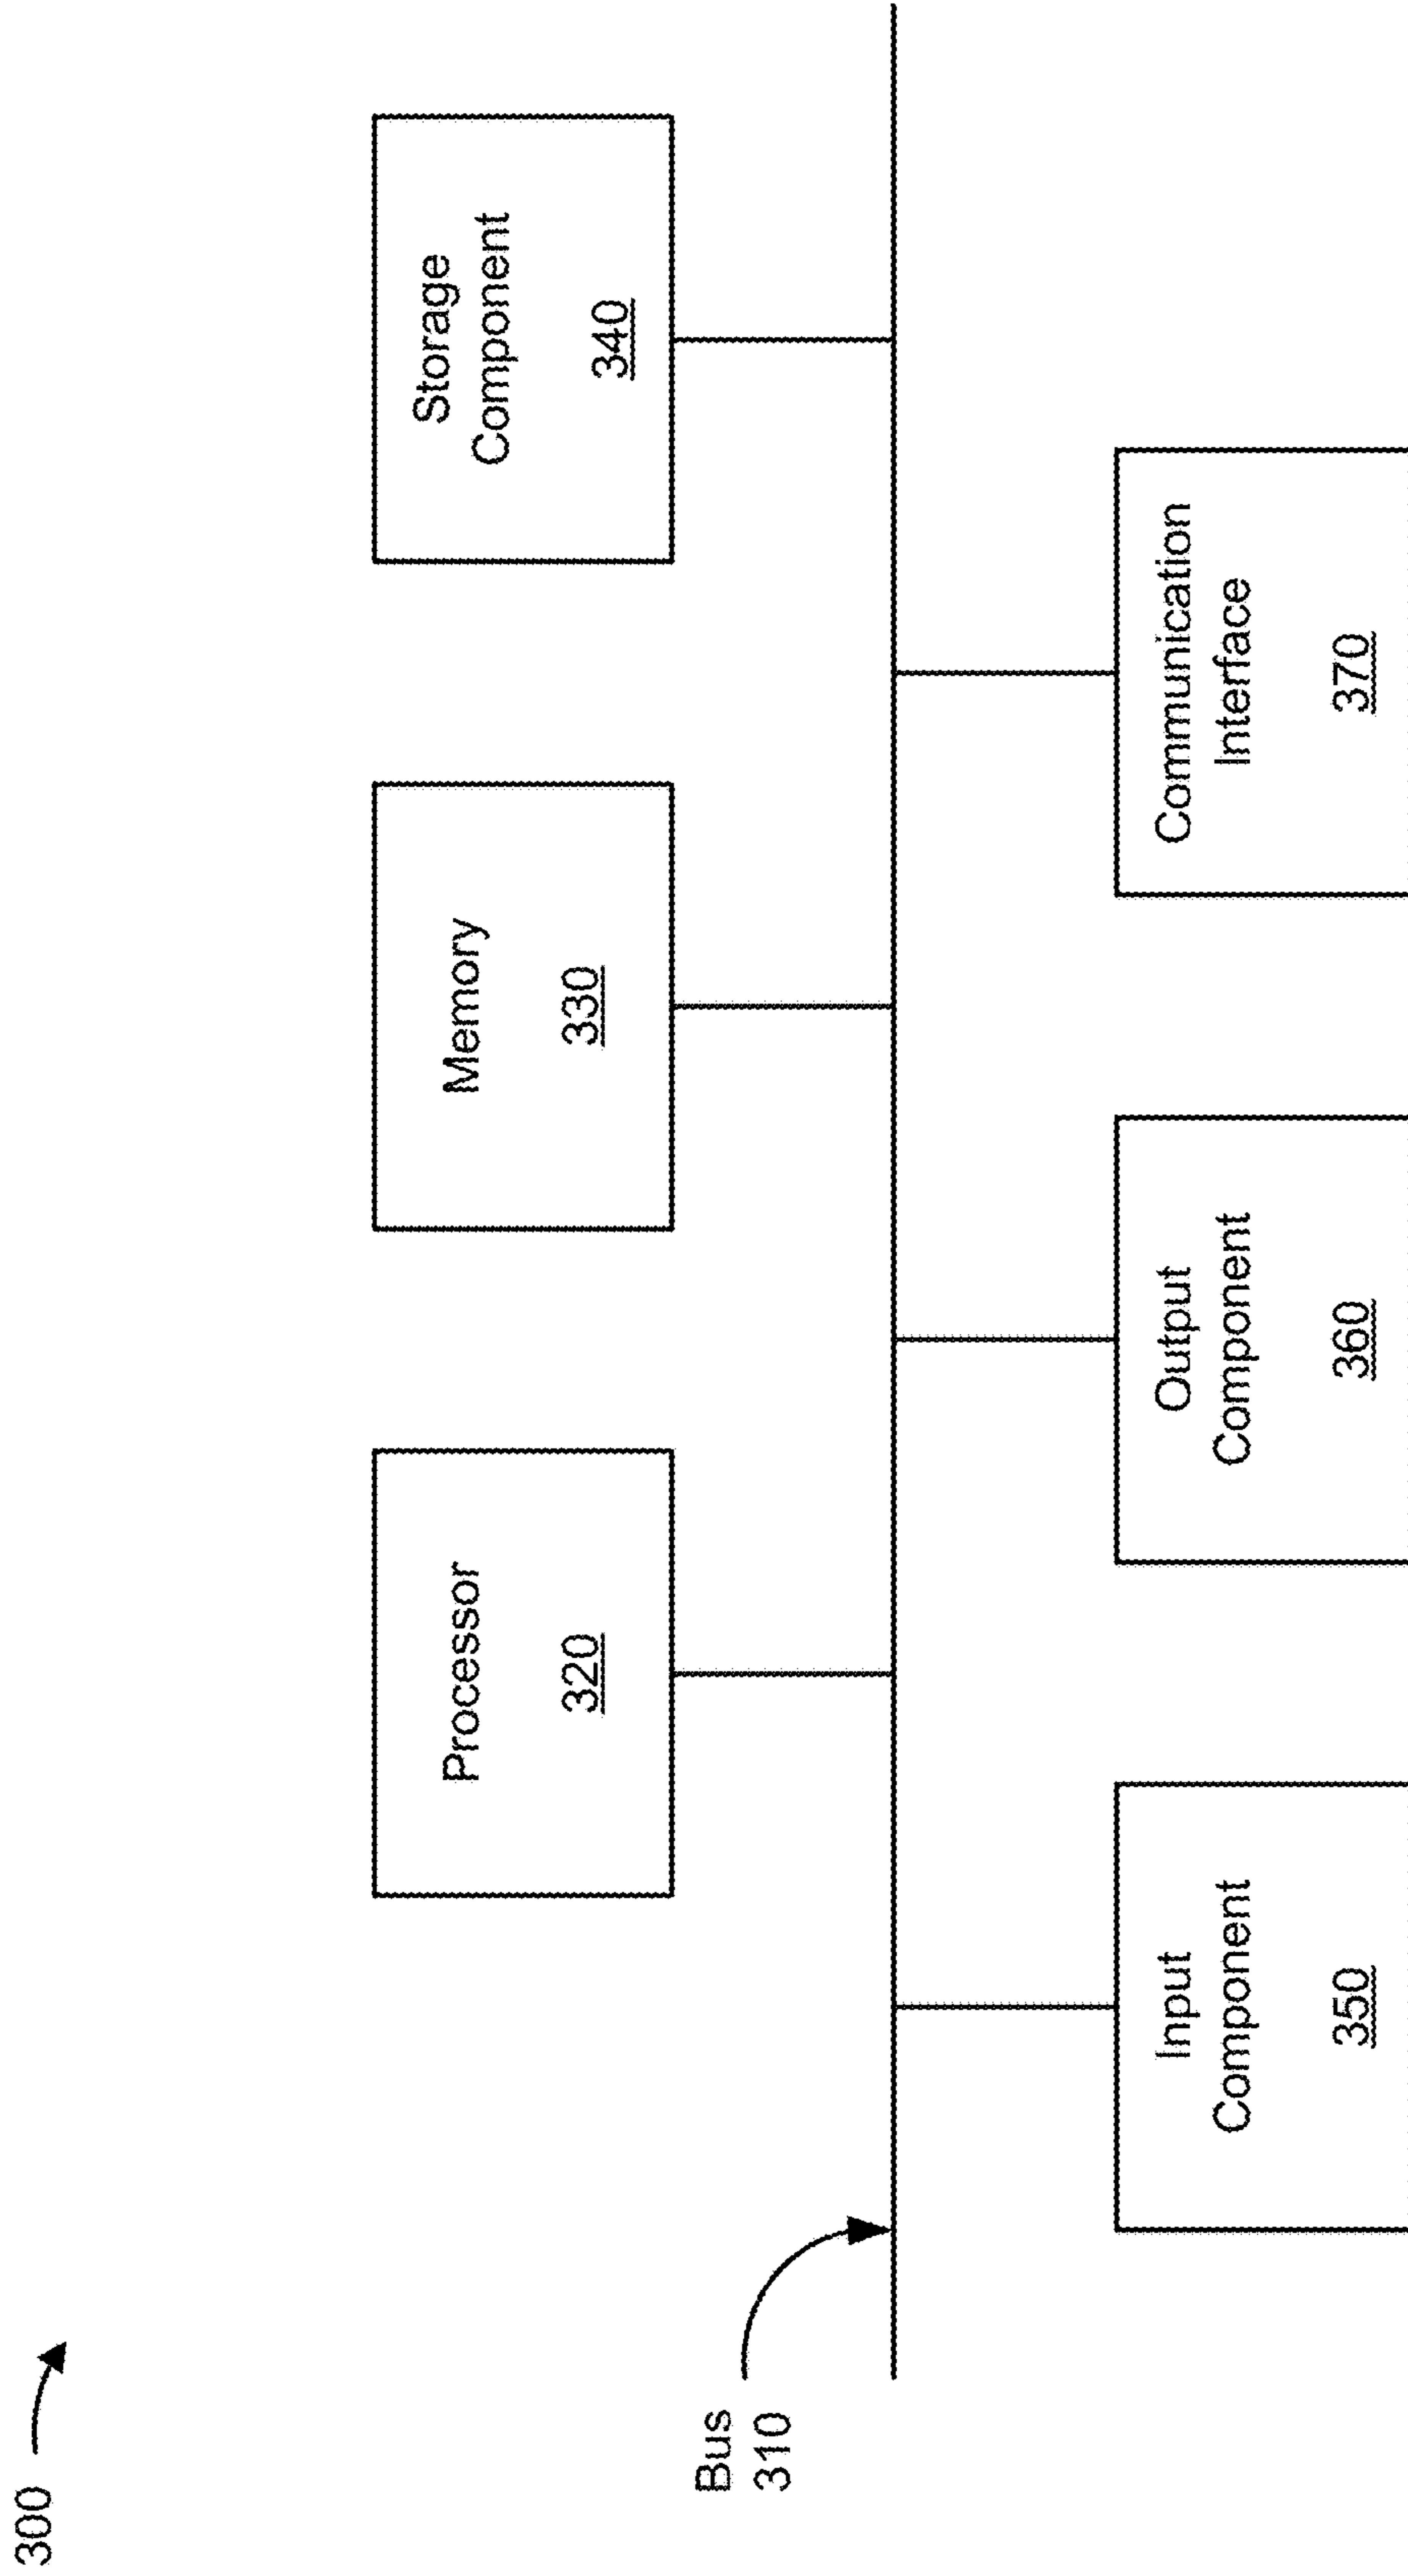 300
Processor
320
Memory
330
Storage
Component
340
Bus
310
Input
Component
350
Output
Component
360
Communication
Interface
370